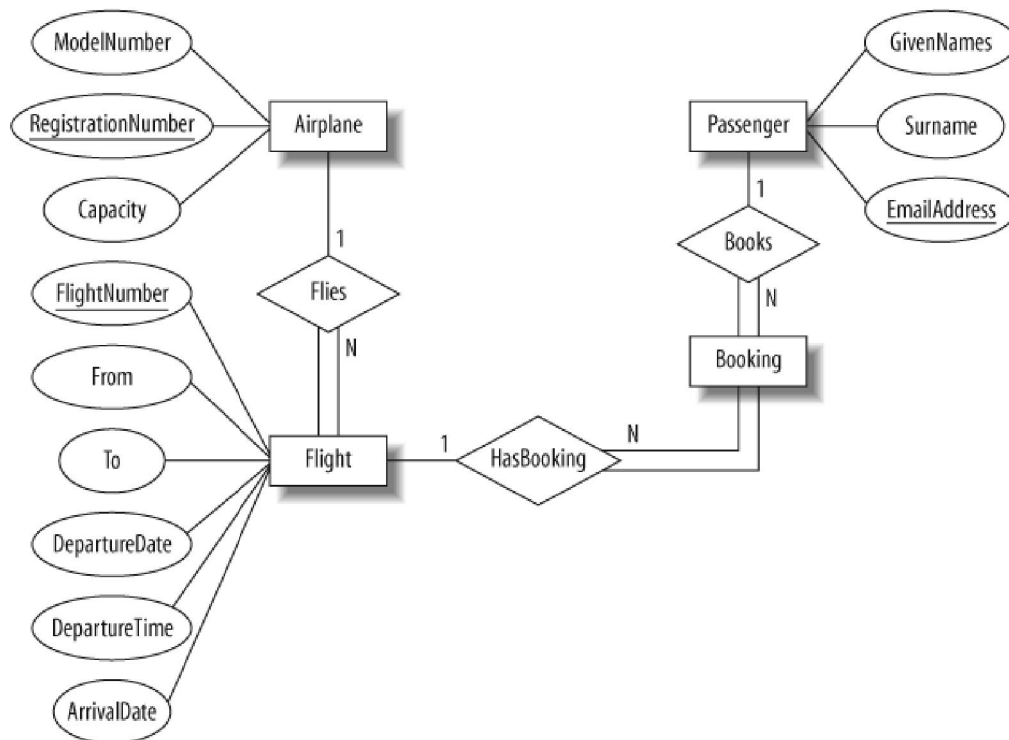 ModelNumber
GivenNames
RegistrationNumber
Airplane
Passenger
Surname
Capacity
1
1
EmailAddress
Books
FlightNumber
Flies
N
N
From
Booking
To
Flight
1
HasBooking
N
DepartureDate
DepartureTime
ArrivalDate